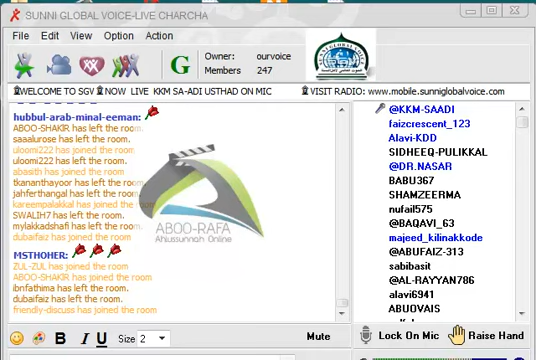 SUNNI GLOBAL VOICE-LIVE CHARCHA
File Edit View Option Action
G
Owner: ourvoice
Members 247
SUNNI GLOBAL VOICE
WELCOME TO SGV NOW LIVE KKM SA-ADI USTHAD ON MIC VISIT RADIO: www.mobile.sunniglobalvoice.com
hubbul-arab-minal-eeman:
ABOO-SHAKIR has left the room.
saaalurose has left the room.
uloomi222 has joined the room
uloomi222 has left the room.
abasith has joined the room
tkananthayoor has left the room.
jahferthangal has left the room.
kareepalakkad has joined the room
SWALIH7 has left the room.
mylakkadshafi has left the room.
dubaifaiz has joined the room
MSTHOHER:
ZUL-ZUL has joined the room
ABOO-SHAKIR has joined the room
ibnfathima has left the room.
dubaifaiz has left the room.
friendly-discuss has joined the room
ABOO-RAFA
Ahlussunnah Online
@KKM-SAADI
faizcrescent_123
Alavi-KDD
SIDHEEQ-PULIKKAL
@DR.NASAR
BABU367
SHAMZEERMA
nufail575
@BAQAVI_63
majeed_kilinakkode
@ABUFAIZ-313
sabibasit
@AL-RAYYAN786
alavi6941
ABUOVAIS
B I U Size 2 Mute
Lock On Mic Raise Hand